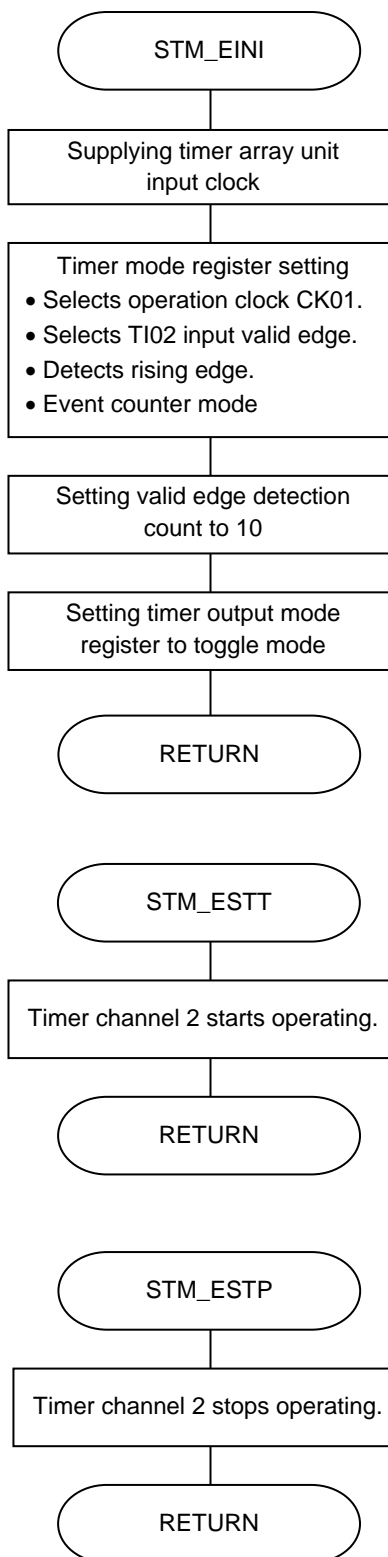 STM_EINI
Supplying timer array unit
input clock
Timer mode register setting
• Selects operation clock CK01.
• Selects TI02 input valid edge.
• Detects rising edge.
• Event counter mode
Setting valid edge detection
count to 10
Setting timer output mode
register to toggle mode
RETURN
STM_ESTT
Timer channel 2 starts operating.
RETURN
STM_ESTP
Timer channel 2 stops operating.
RETURN